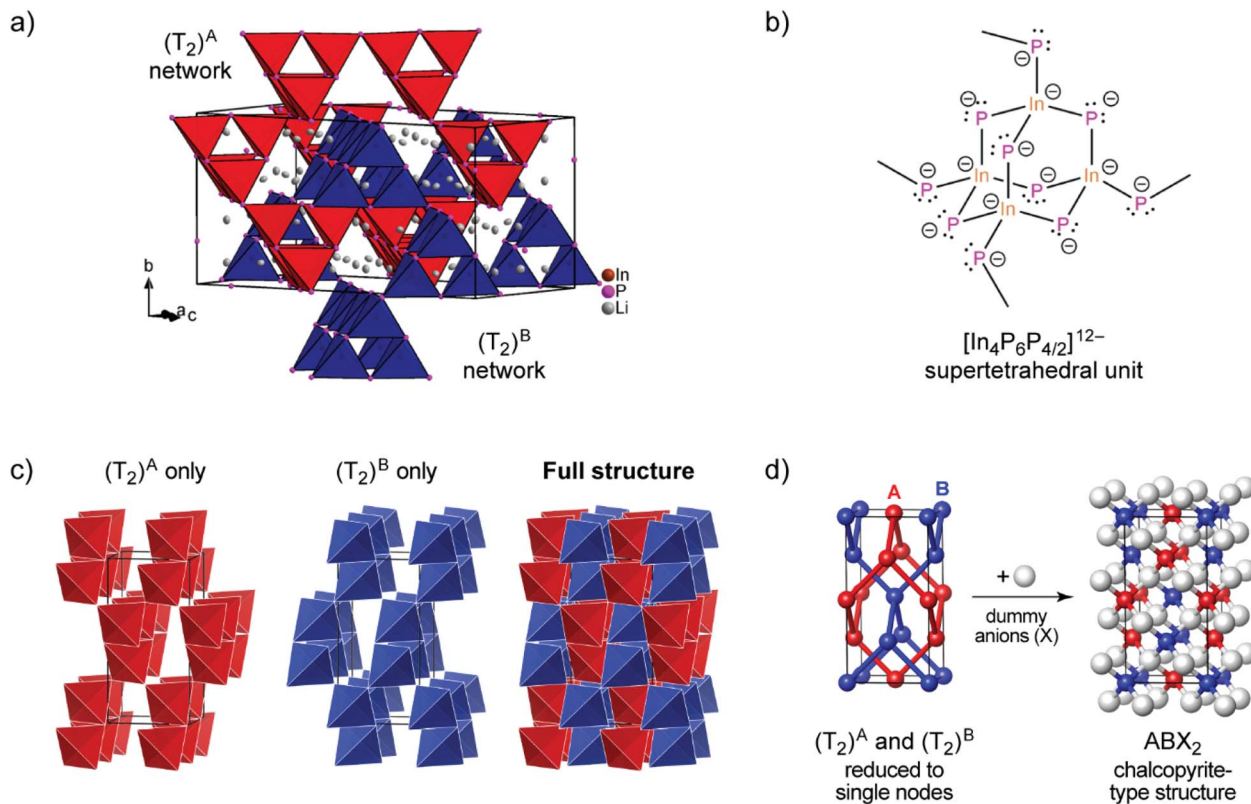 a)
(T₂)ᴬ
network
b
a c
In
P
Li
(T₂)ᴮ
network
b)
P
⊖
⊖
⊖ P
In
P ⊖
P ⊖
⊖ In
⊖ P
In ⊖
P
⊖
P ⊖
⊖ In
P ⊖
P ⊖
P ⊖
[In₄P₆P₄/₂]¹²⁻
supertetrahedral unit
c)
(T₂)ᴬ only
(T₂)ᴮ only
Full structure
d)
A
B
+
dummy
anions (X)
(T₂)ᴬ and (T₂)ᴮ
reduced to
single nodes
ABX₂
chalcopyrite-
type structure